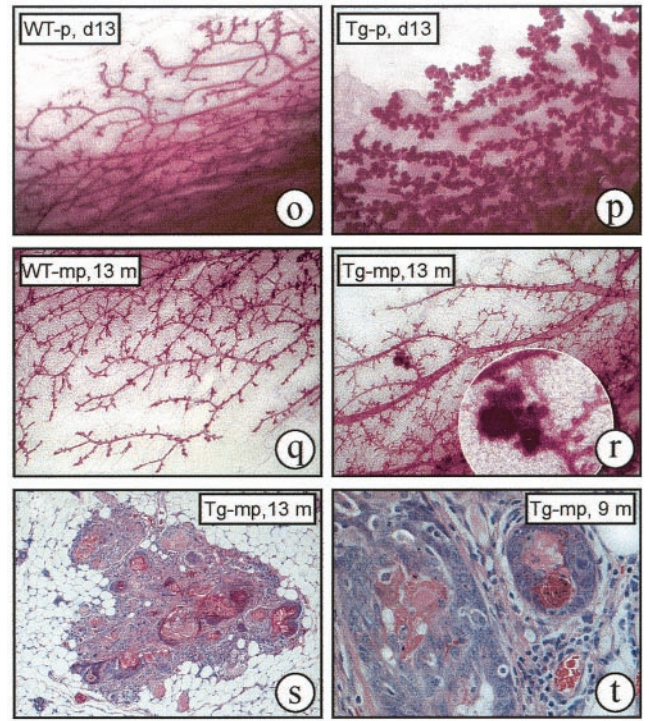 WT-p, d13
o
Tg-p, d13
p
WT-mp,13 m
q
Tg-mp,13 m
r
Tg-mp,13 m
s
Tg-mp, 9 m
t